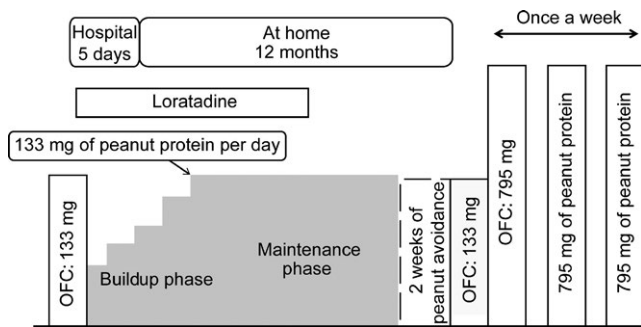 Hospital
5 days
At home
12 months
Once a week
Loratadine
133 mg of peanut protein per day
OFC: 133 mg
Buildup phase
Maintenance
phase
2 weeks of
peanut avoidance
OFC: 133 mg
OFC: 795 mg
795 mg of peanut protein
795 mg of peanut protein